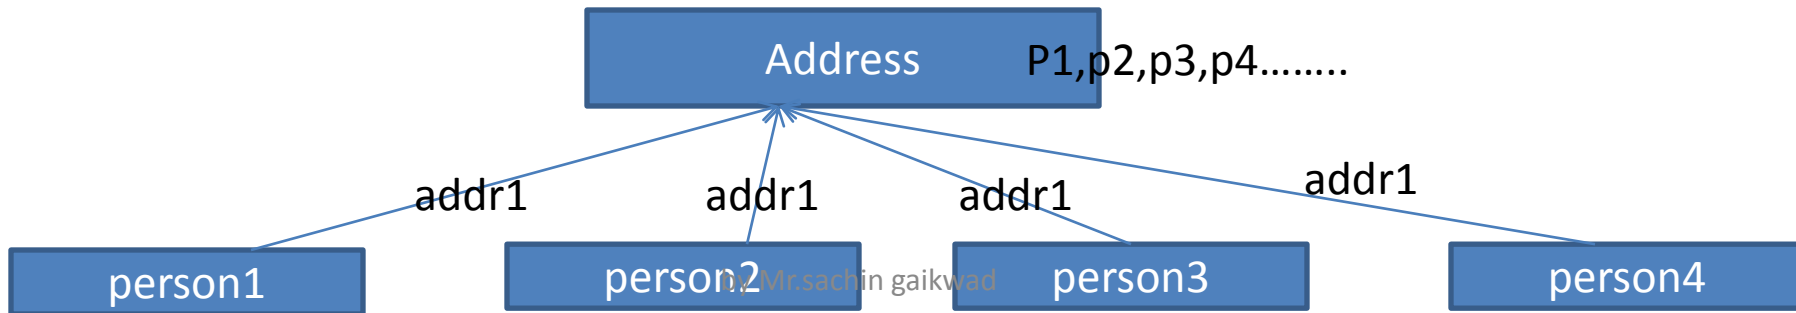 Address P1,p2,p3,p4........
addr1 addr1 addr1 addr1
person1 person2 person3 person4
by Mr.sachin gaikwad